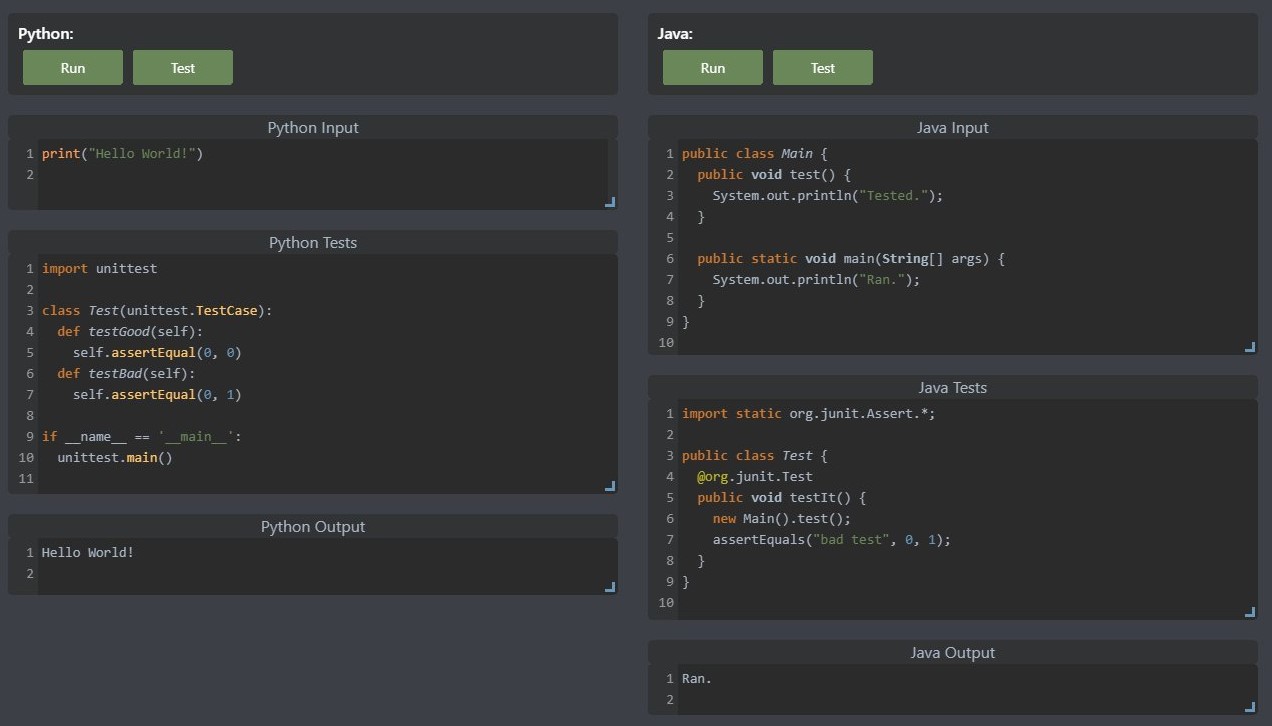 Python:
Run Test
Python Input
1 print("Hello World!")
2
Python Tests
1 import unittest
2
3 class Test(unittest.TestCase):
4   def testGood(self):
5     self.assertEqual(0, 0)
6   def testBad(self):
7     self.assertEqual(0, 1)
8
9 if __name__ == '__main__':
10   unittest.main()
11
Python Output
1 Hello World!
2
Java:
Run Test
Java Input
1 public class Main {
2   public void test() {
3     System.out.println("Tested.");
4   }
5
6   public static void main(String[] args) {
7     System.out.println("Ran.");
8   }
9 }
10
Java Tests
1 import static org.junit.Assert.*;
2
3 public class Test {
4   @org.junit.Test
5   public void testIt() {
6     new Main().test();
7     assertEquals("bad test", 0, 1);
8   }
9 }
10
Java Output
1 Ran.
2